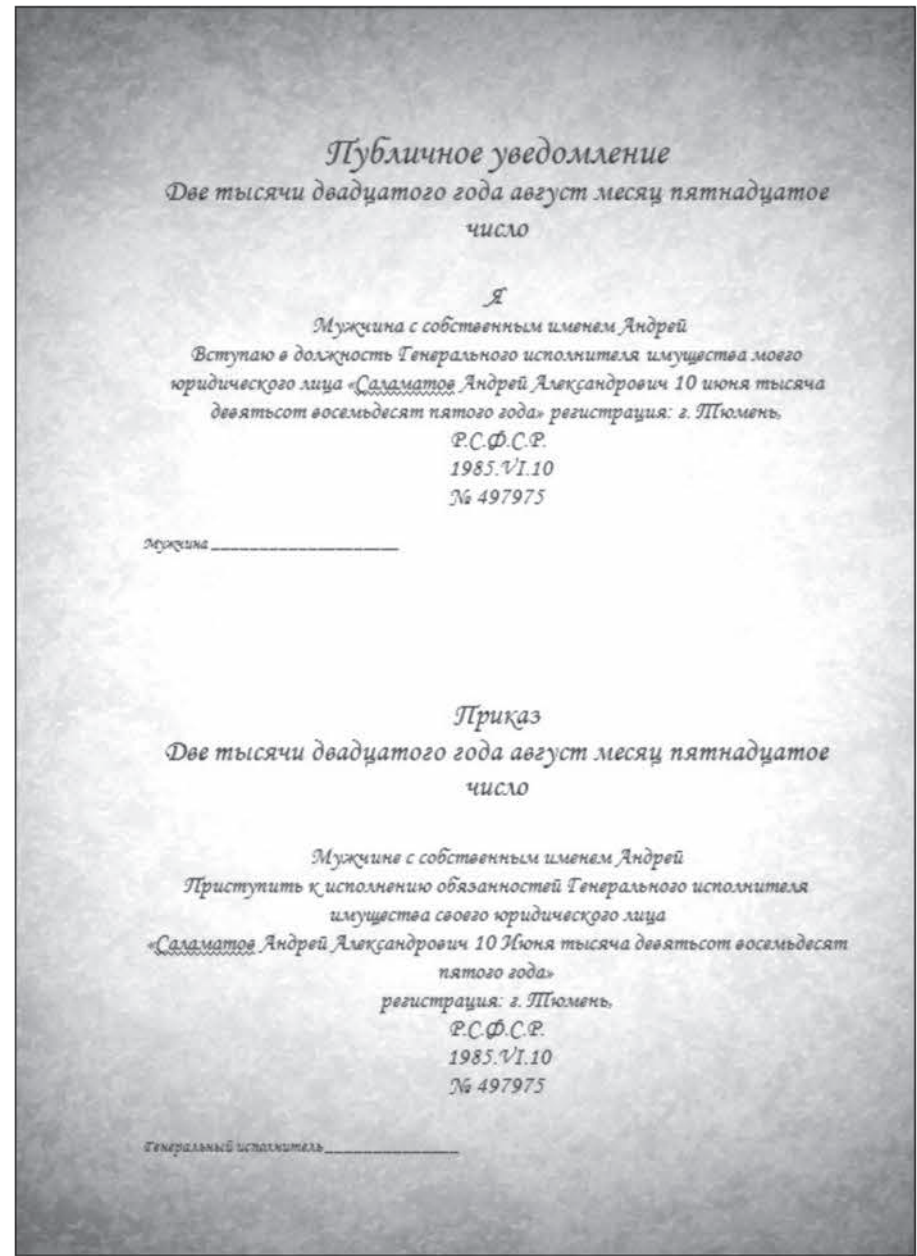 Публичное уведомление
Две тысячи двадцатого года август месяц пятнадцатое
число
Я
Мужчина с собственным именем Андрей
Вступаю в должность Генерального исполнителя имущества моего
юридического лица «Саламатов Андрей Александрович 10 июня тысяча
девятьсот восемьдесят пятого года» регистрация: г. Тюмень,
Р.С.Ф.С.Р.
1985.VI.10
№ 497975
Мужчина ____________________
Приказ
Две тысячи двадцатого года август месяц пятнадцатое
число
Мужчине с собственным именем Андрей
Приступить к исполнению обязанностей Генерального исполнителя
имущества своего юридического лица
«Саламатов Андрей Александрович 10 Июня тысяча девятьсот восемьдесят
пятого года»
регистрация: г. Тюмень,
Р.С.Ф.С.Р.
1985.VI.10
№ 497975
Генеральный исполнитель ______________